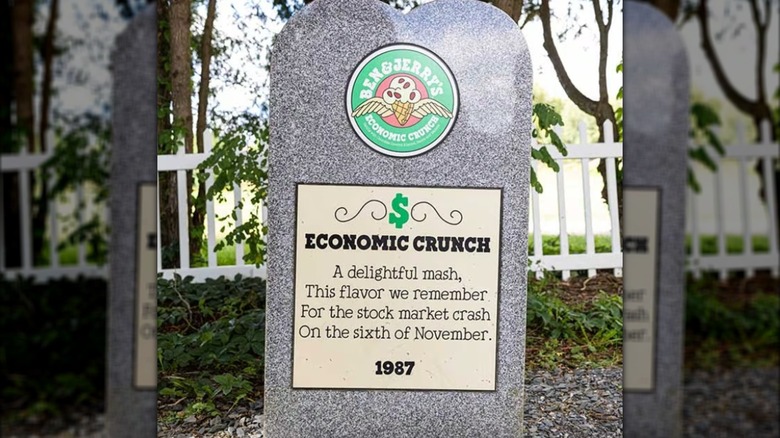 BEN & JERRY'S
ECONOMIC CRUNCH
$
ECONOMIC CRUNCH
A delightful mash,
This flavor we remember
For the stock market crash
On the sixth of November.
1987